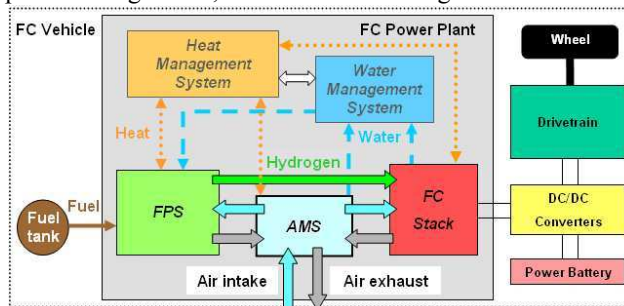 FC Vehicle
FC Power Plant
Heat
Management
System
Water
Management
System
Wheel
Drivetrain
Heat
Water
Hydrogen
Fuel
tank
Fuel
FPS
AMS
FC
Stack
DC/DC
Converters
Power Battery
Air intake
Air exhaust